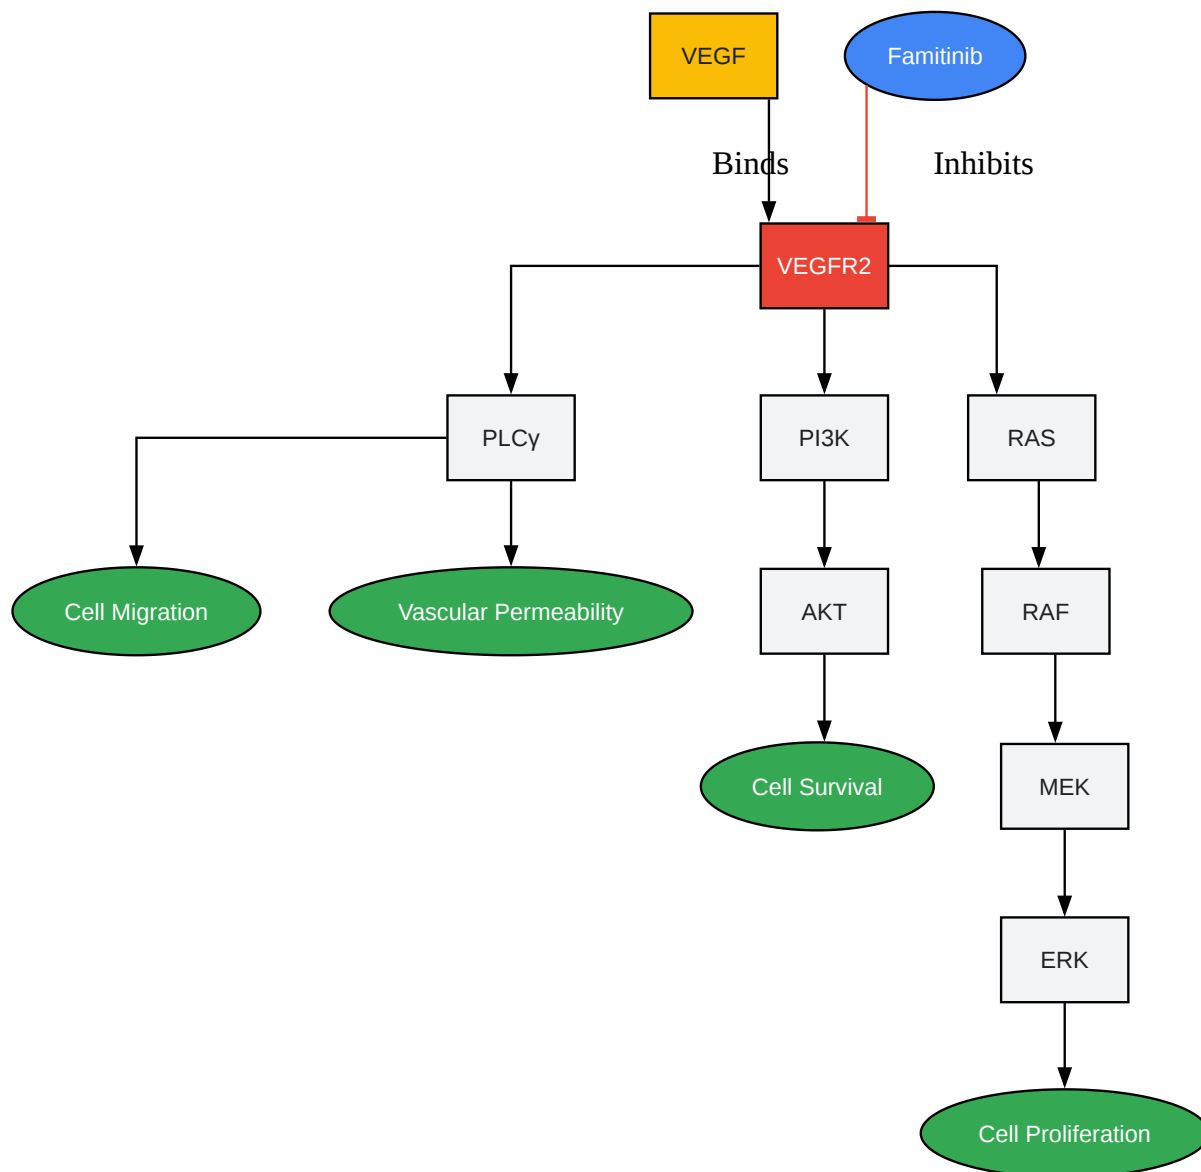 VEGF
Famitinib
Binds
Inhibits
VEGFR2
PLCγ
PI3K
RAS
Cell Migration
Vascular Permeability
AKT
RAF
Cell Survival
MEK
ERK
Cell Proliferation